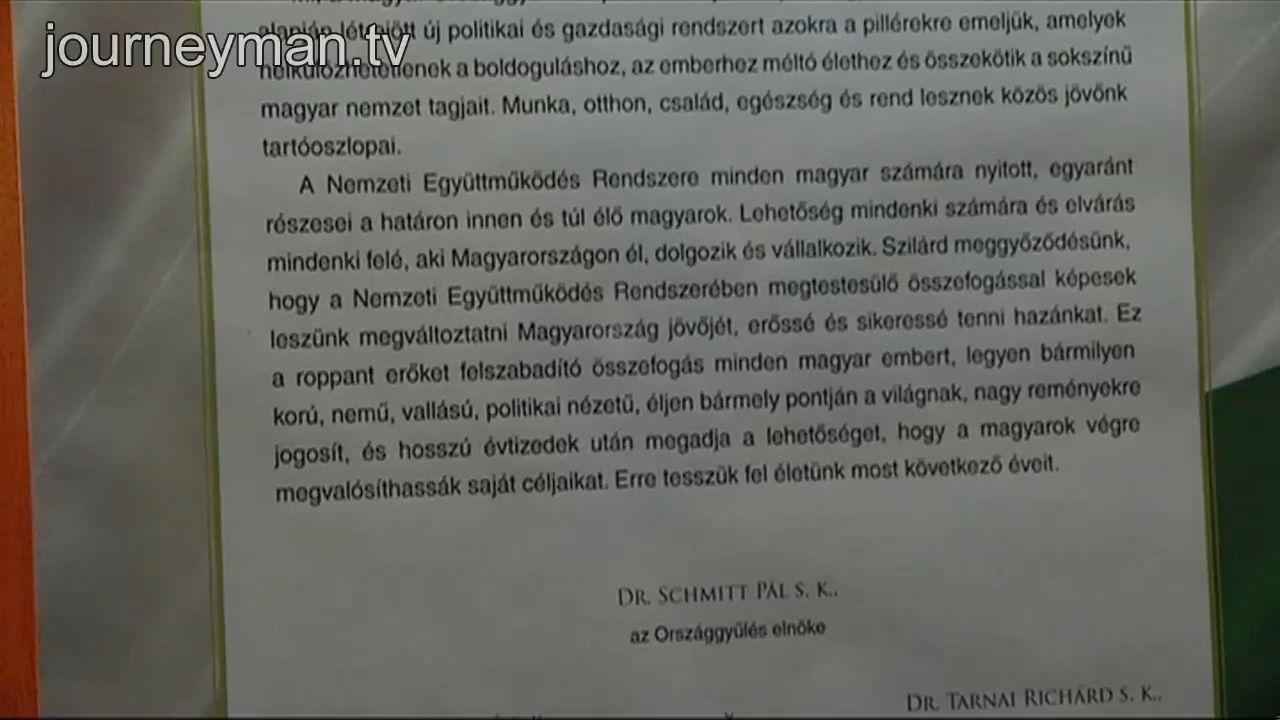 journeyman.tv
új politikai és gazdasági rendszert azokra a pillérekre emeljük, amelyek
nélkülözhetetlenek a boldoguláshoz, az emberhez méltó élethez és összekötik a sokszínű
magyar nemzet tagjait. Munka, otthon, család, egészség és rend lesznek közös jövőnk
tartóoszlopai.
A Nemzeti Együttműködés Rendszere minden magyar számára nyitott, egyaránt
részesei a határon innen és túl élő magyarok. Lehetőség mindenki számára és elvárás
mindenki felé, aki Magyarországon él, dolgozik és vállalkozik. Szilárd meggyőződésünk,
hogy a Nemzeti Együttműködés Rendszerében megtestesülő összefogással képesek
leszünk megváltoztatni Magyarország jövőjét, erőssé és sikeressé tenni hazánkat. Ez
a roppant erőket felszabadító összefogás minden magyar embert, legyen bármilyen
korú, nemű, vallású, politikai nézetű, éljen bármely pontján a világnak, nagy reményekre
jogosít, és hosszú évtizedek után megadja a lehetőséget, hogy a magyarok végre
megvalósíthassák saját céljaikat. Erre tesszük fel életünk most következő éveit.
DR. SCHMITT PÁL S. K.,
az Országgyűlés elnöke
DR. TARNAI RICHÁRD S. K.,